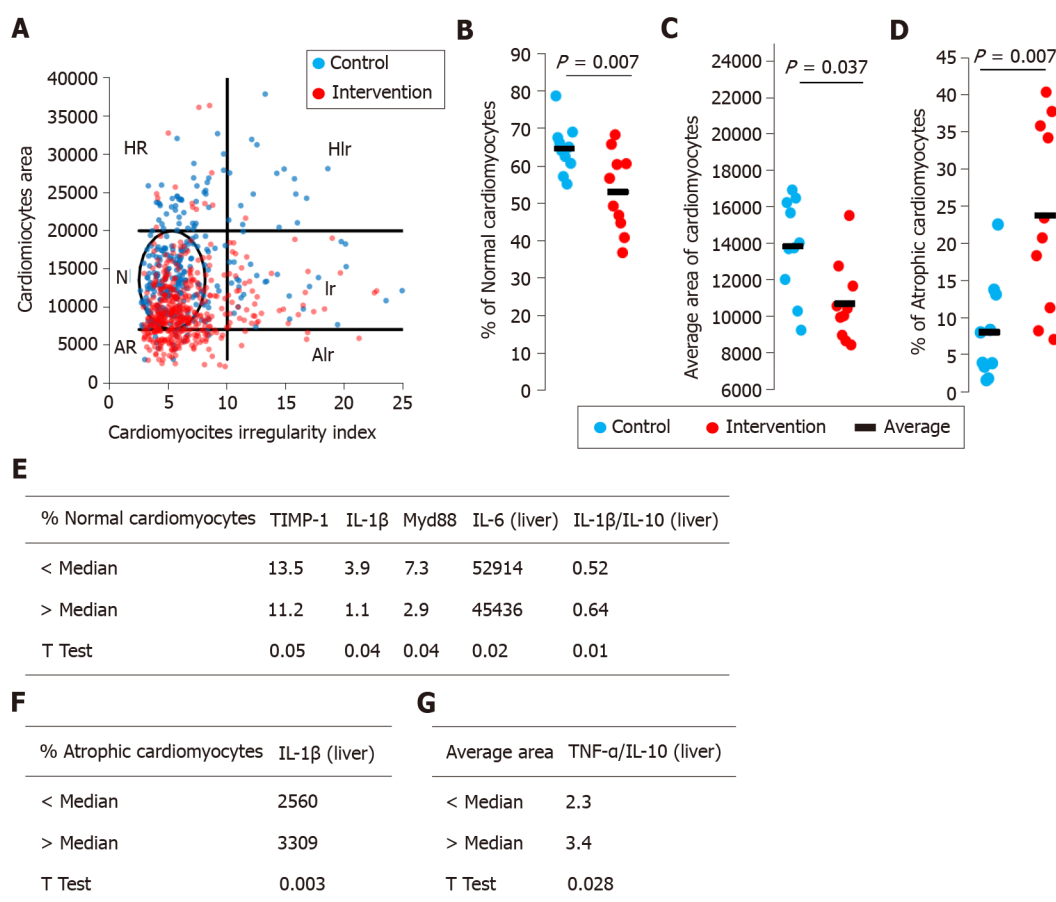 A
Control
Intervention
Cardiomiocytes area
40000
35000
30000
25000
20000
15000
10000
5000
0
HR
HIr
N
Ir
AR
AIr
0
5
10
15
20
25
Cardiomyocites irregularity index
B
P = 0.007
% of Normal cardiomyocytes
90
80
70
60
50
40
30
20
10
0
C
P = 0.037
Average area of cardiomyocytes
24000
22000
20000
18000
16000
14000
12000
10000
8000
6000
D
P = 0.007
% of Atrophic cardiomyocytes
45
40
35
30
25
20
15
10
5
0
Control Intervention Average
E
% Normal cardiomyocytes TIMP-1 IL-1β Myd88 IL-6 (liver) IL-1β/IL-10 (liver)
< Median 13.5 3.9 7.3 52914 0.52
> Median 11.2 1.1 2.9 45436 0.64
T Test 0.05 0.04 0.04 0.02 0.01
F
% Atrophic cardiomyocytes IL-1β (liver)
< Median 2560
> Median 3309
T Test 0.003
G
Average area TNF-α/IL-10 (liver)
< Median 2.3
> Median 3.4
T Test 0.028